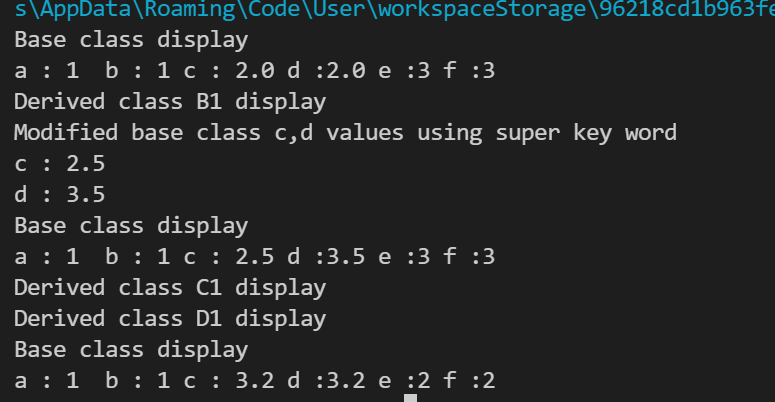 s\AppData\Roaming\Code\User\workspaceStorage\96218cd1b963fe
Base class display
a : 1  b : 1 c : 2.0 d :2.0 e :3 f :3
Derived class B1 display
Modified base class c,d values using super key word
c : 2.5
d : 3.5
Base class display
a : 1  b : 1 c : 2.5 d :3.5 e :3 f :3
Derived class C1 display
Derived class D1 display
Base class display
a : 1  b : 1 c : 3.2 d :3.2 e :2 f :2